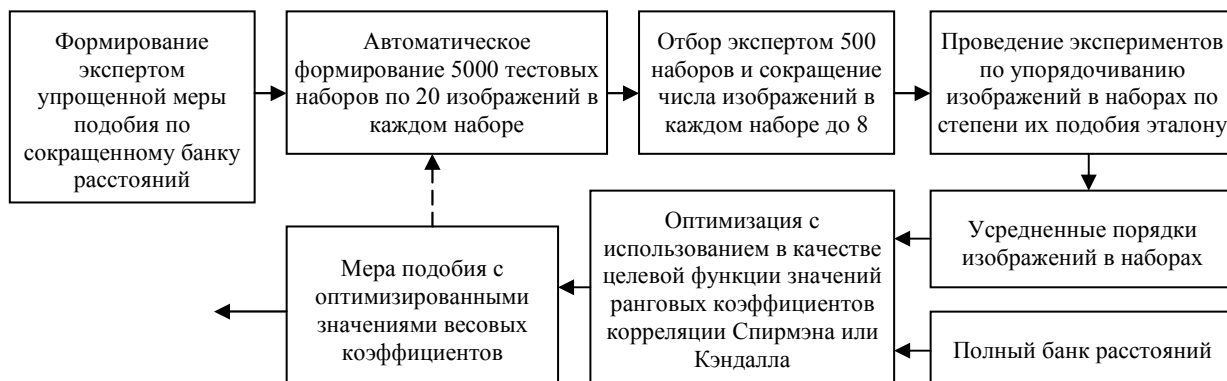 Формирование
экспертом
упрощенной меры
подобия по
сокращенному банку
расстояний
Автоматическое
формирование 5000 тестовых
наборов по 20 изображений в
каждом наборе
Отбор экспертом 500
наборов и сокращение
числа изображений в
каждом наборе до 8
Проведение экспериментов
по упорядочиванию
изображений в наборах по
степени их подобия эталону
Усредненные порядки
изображений в наборах
Полный банк расстояний
Оптимизация с
использованием в качестве
целевой функции значений
ранговых коэффициентов
корреляции Спирмэна или
Кэндалла
Мера подобия с
оптимизированными
значениями весовых
коэффициентов